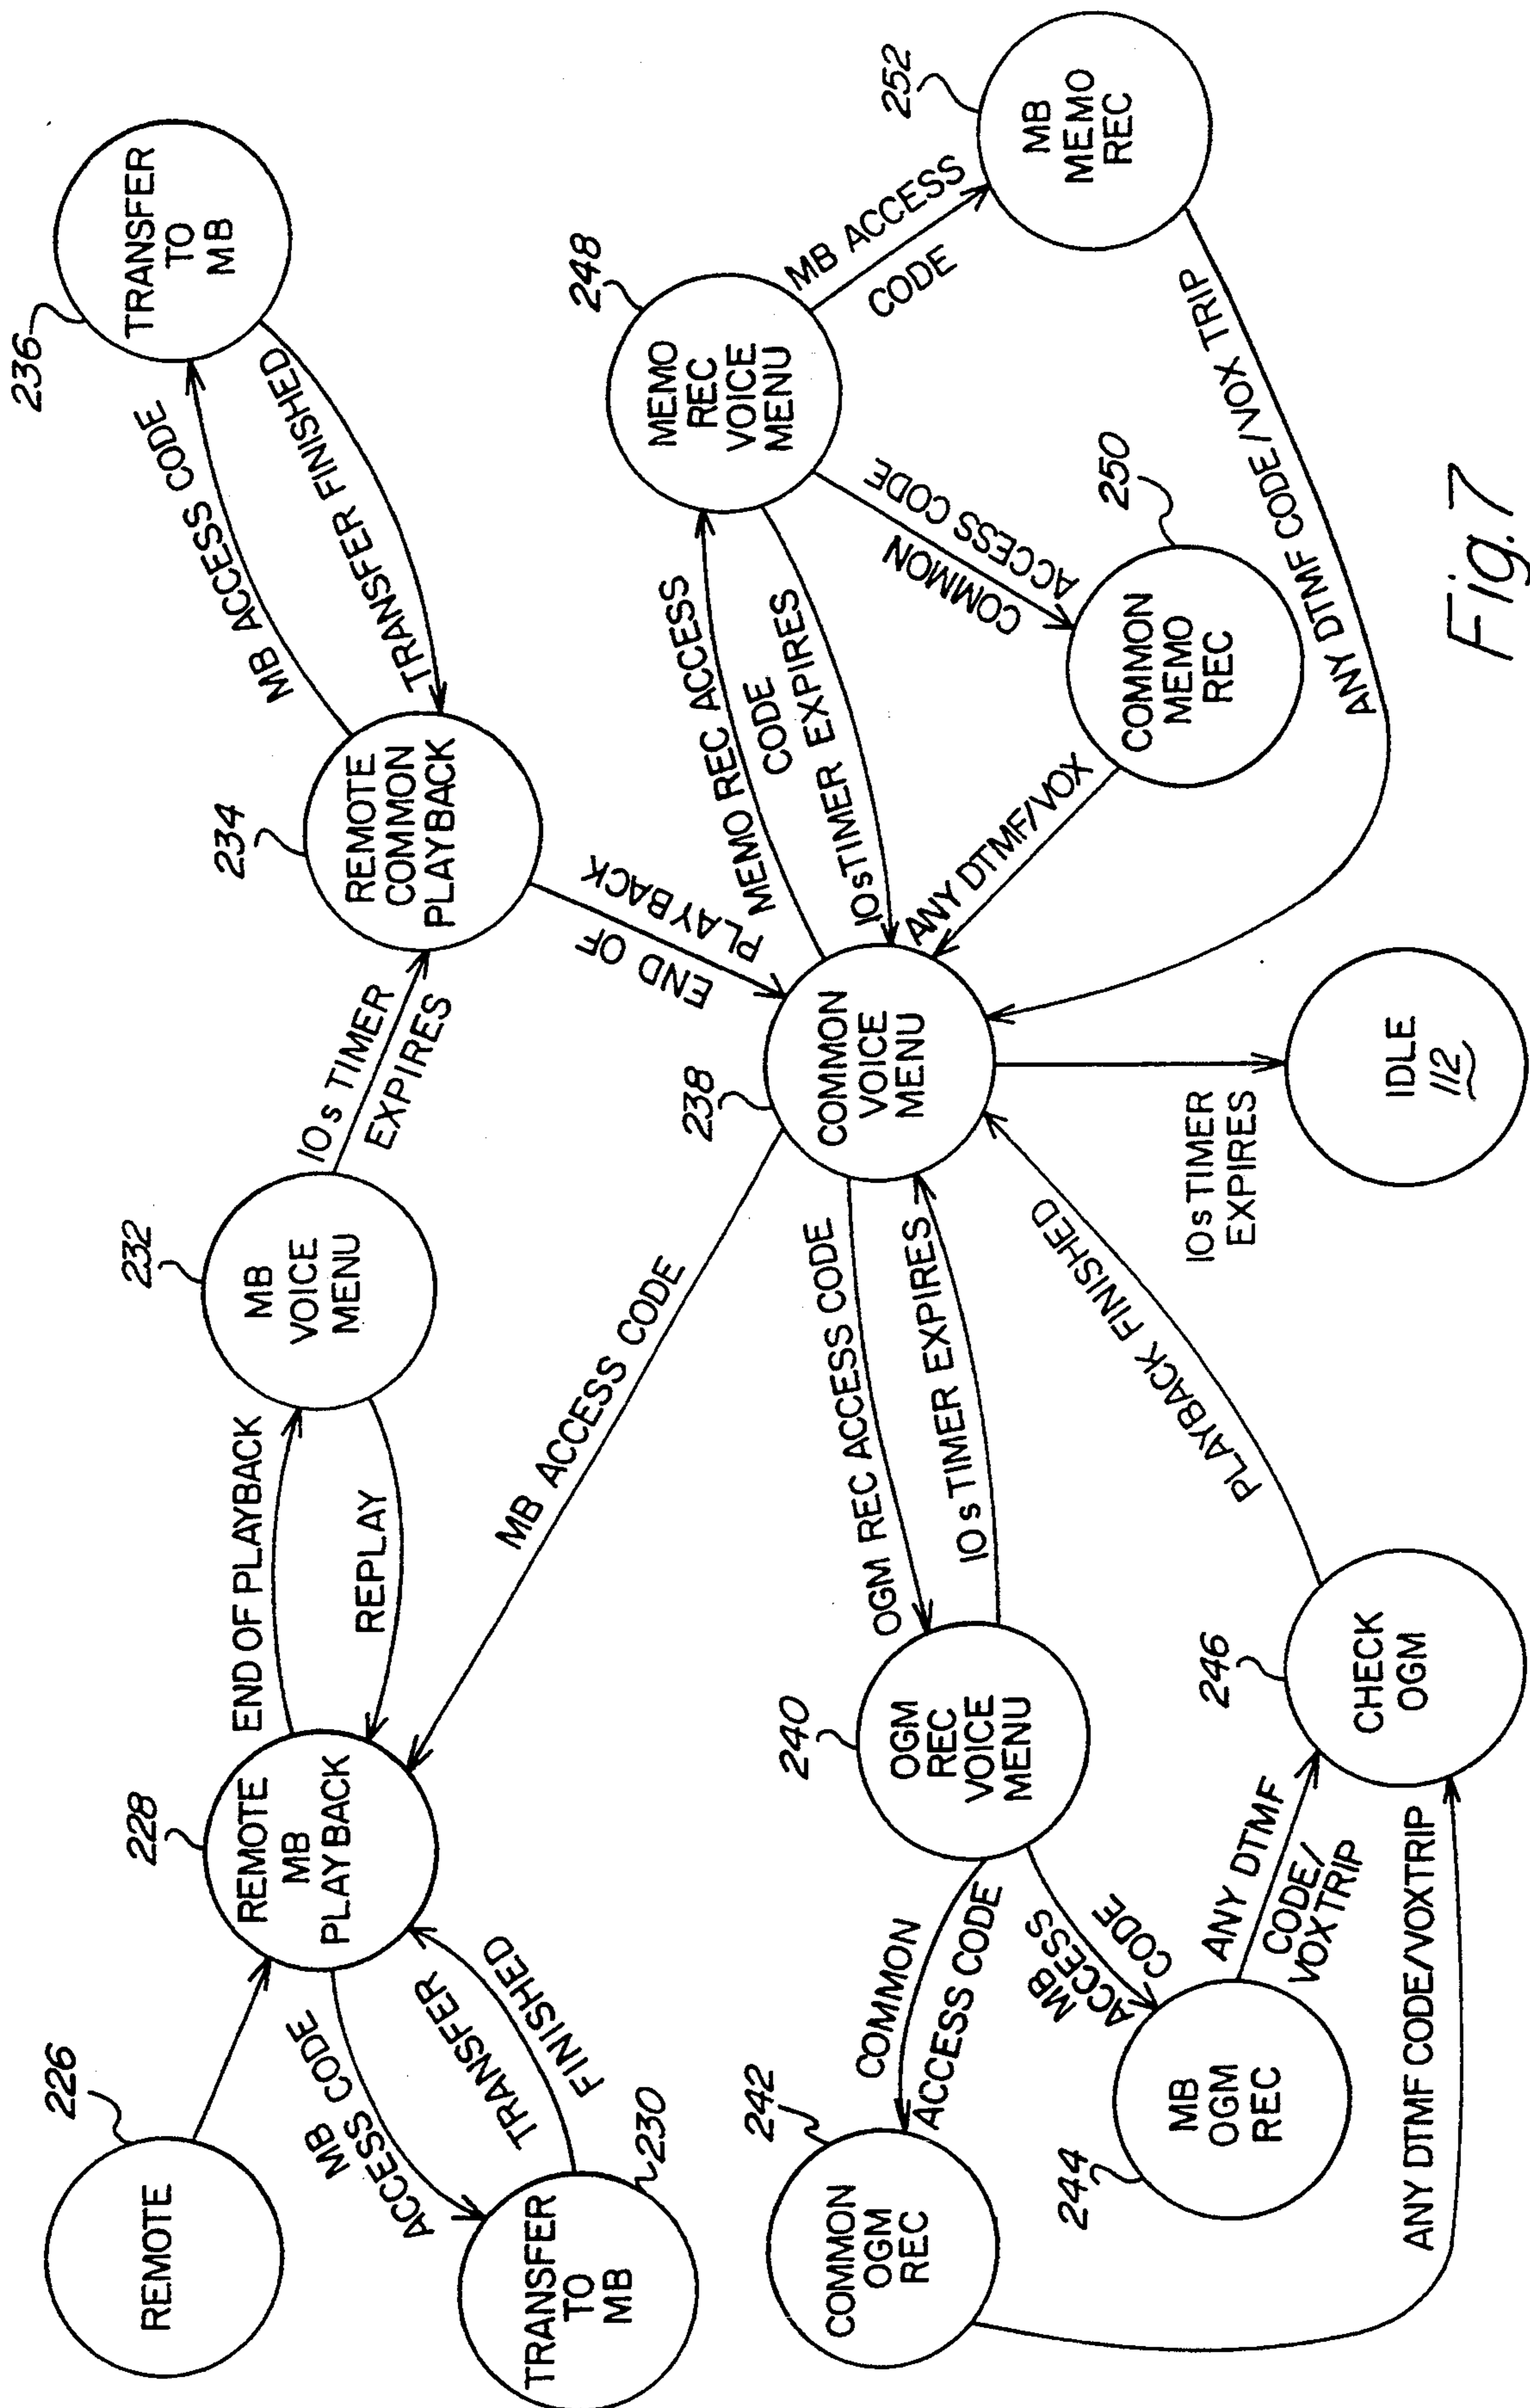 226
REMOTE
228
REMOTE
MB
PLAYBACK
END OF PLAYBACK
REPLAY
232
MB
VOICE
MENU
10s TIMER
EXPIRES
234
REMOTE
COMMON
PLAYBACK
MB ACCESS CODE
TRANSFER FINISHED
236
TRANSFER
TO
MB
MB
ACCESS CODE
TRANSFER
FINISHED
230
TRANSFER
TO
MB
MB ACCESS CODE
END OF
PLAYBACK
238
COMMON
VOICE
MENU
MEMO REC ACCESS
CODE
10s TIMER EXPIRES
248
MEMO
REC
VOICE
MENU
MB ACCESS
CODE
252
MB
MEMO
REC
COMMON
ACCESS CODE
250
COMMON
MEMO
REC
ANY DTMF/VOX
ANY DTMF CODE/VOX TRIP
OGM REC ACCESS CODE
10s TIMER EXPIRES
240
OGM
REC
VOICE
MENU
COMMON
ACCESS CODE
242
COMMON
OGM
REC
MB
ACCESS
CODE
244
MB
OGM
REC
ANY DTMF
CODE/
VOXTRIP
246
CHECK
OGM
ANY DTMF CODE/VOXTRIP
PLAYBACK FINISHED
10s TIMER
EXPIRES
IDLE
112
Fig.7